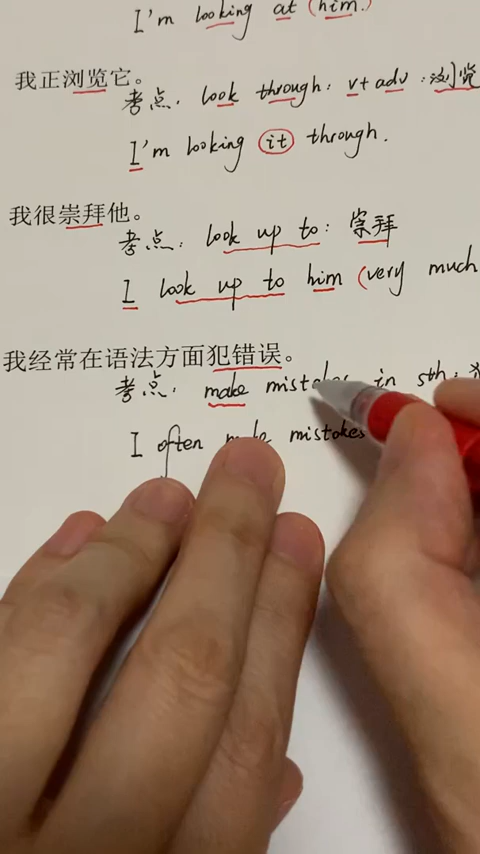 I'm looking at (him.)
我正浏览它。
考点: look through: v+adv:浏览
I'm looking it through.
我很崇拜他。
考点: look up to: 崇拜
I look up to him (very much
我经常在语法方面犯错误。
考点: make in sth:
I often mistakes